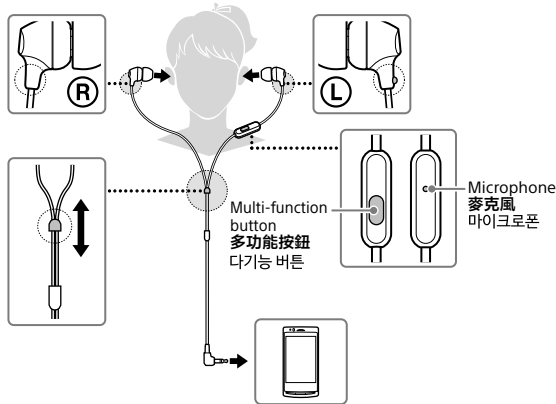 R
L
Multi-function
button
多功能按鈕
다기능 버튼
Microphone
麥克風
마이크로폰